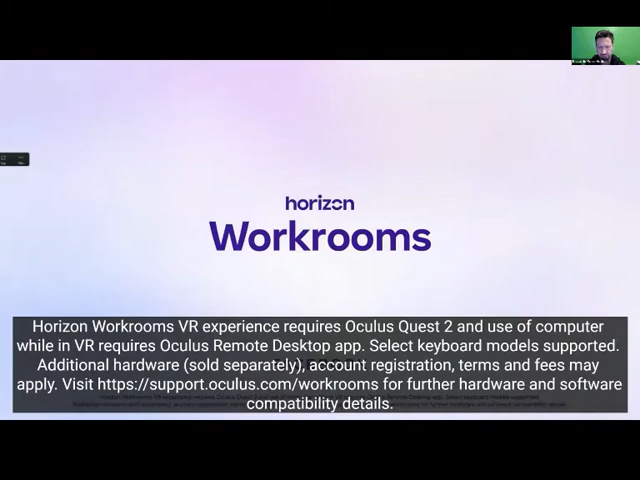 horizon
Workrooms
Horizon Workrooms VR experience requires Oculus Quest 2 and use of computer
while in VR requires Oculus Remote Desktop app. Select keyboard models supported.
Additional hardware (sold separately), account registration, terms and fees may
apply. Visit https://support.oculus.com/workrooms for further hardware and software
compatibility details.